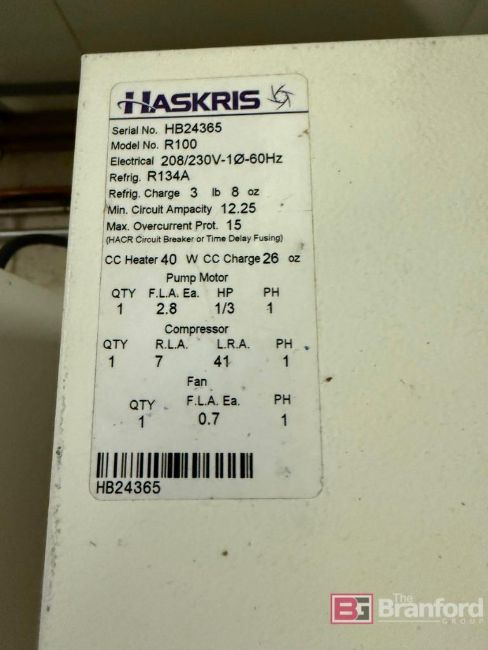 HASKRIS
Serial No. HB24365
Model No. R100
Electrical 208/230V-1Ø-60Hz
Refrig. R134A
Refrig. Charge 3 lb 8 oz
Min. Circuit Ampacity 12.25
Max. Overcurrent Prot. 15
(HACR Circuit Breaker or Time Delay Fusing)
CC Heater 40 W CC Charge 26 oz
Pump Motor
QTY F.L.A. Ea. HP PH
1 2.8 1/3 1
Compressor
QTY R.L.A. L.R.A. PH
1 7 41 1
Fan
QTY F.L.A. Ea. PH
1 0.7 1
HB24365
BG The Branford GROUP